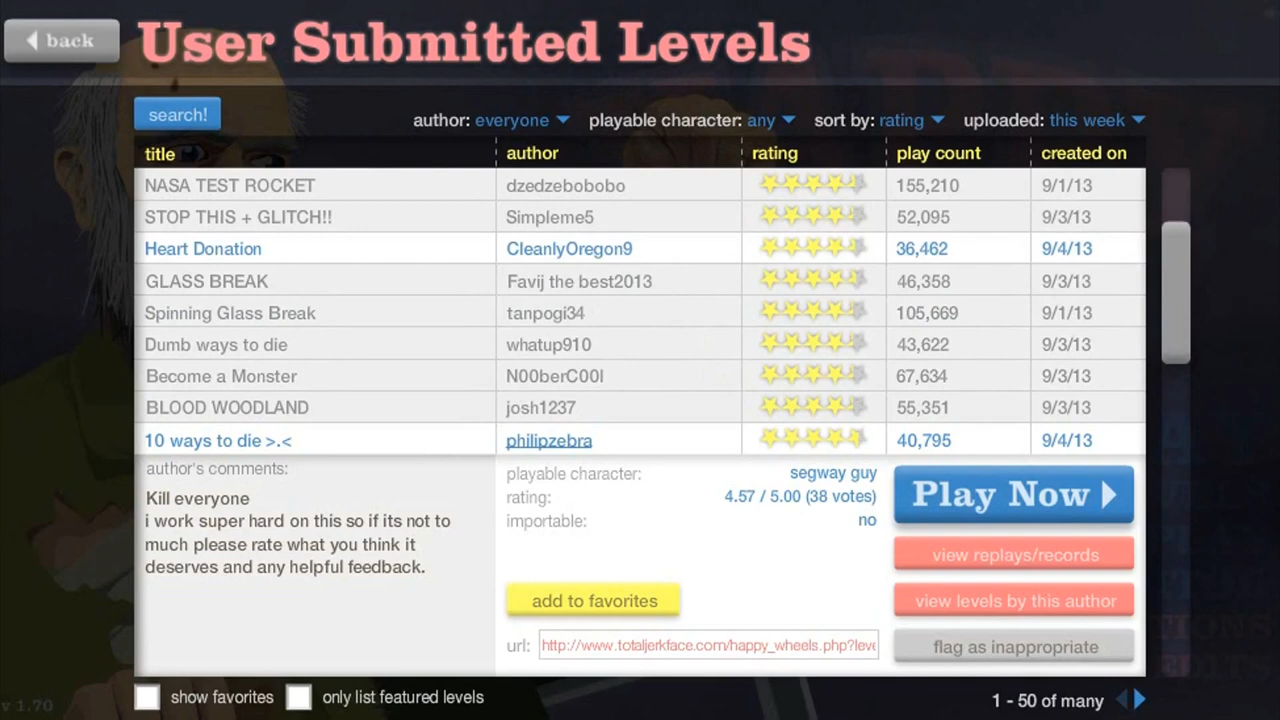 back
User Submitted Levels
search!
author: everyone playable character: any sort by: rating uploaded: this week
title author rating play count created on
NASA TEST ROCKET dzedzebobobo 155,210 9/1/13
STOP THIS + GLITCH!! Simpleme5 52,095 9/3/13
Heart Donation CleanlyOregon9 36,462 9/4/13
GLASS BREAK Favij the best2013 46,358 9/3/13
Spinning Glass Break tanpogi34 105,669 9/1/13
Dumb ways to die whatup910 43,622 9/3/13
Become a Monster N00berC00l 67,634 9/3/13
BLOOD WOODLAND josh1237 55,351 9/3/13
10 ways to die >.< philipzebra 40,795 9/4/13
author's comments:
Kill everyone
i work super hard on this so if its not to
much please rate what you think it
deserves and any helpful feedback.
playable character: segway guy
rating: 4.57 / 5.00 (38 votes)
importable: no
add to favorites
url: http://www.totaljerkface.com/happy_wheels.php?leve
Play Now
view replays/records
view levels by this author
flag as inappropriate
show favorites only list featured levels
1 - 50 of many
v 1.70